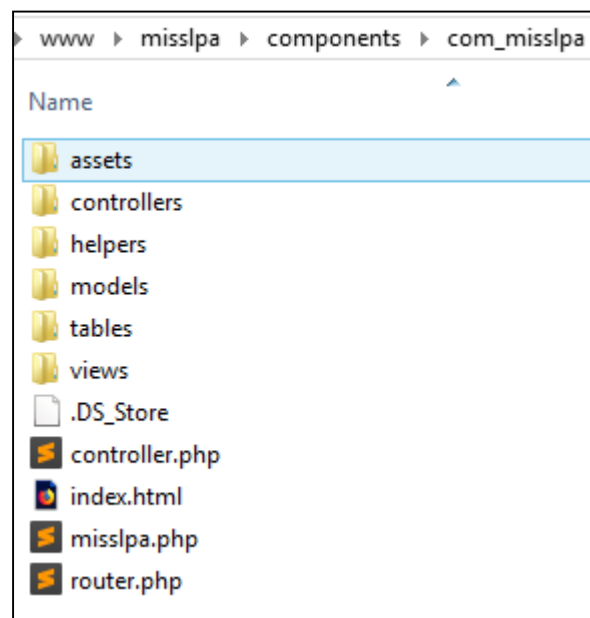 www misslpa components com_misslpa
Name
assets
controllers
helpers
models
tables
views
.DS_Store
controller.php
index.html
misslpa.php
router.php